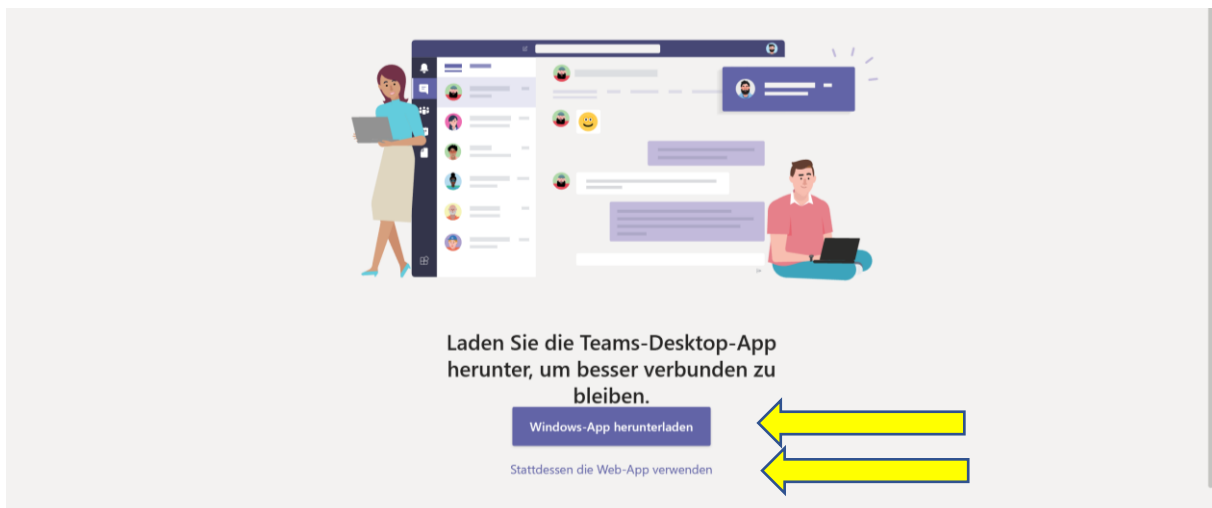 Laden Sie die Teams-Desktop-App
herunter, um besser verbunden zu
bleiben.
Windows-App herunterladen
Stattdessen die Web-App verwenden